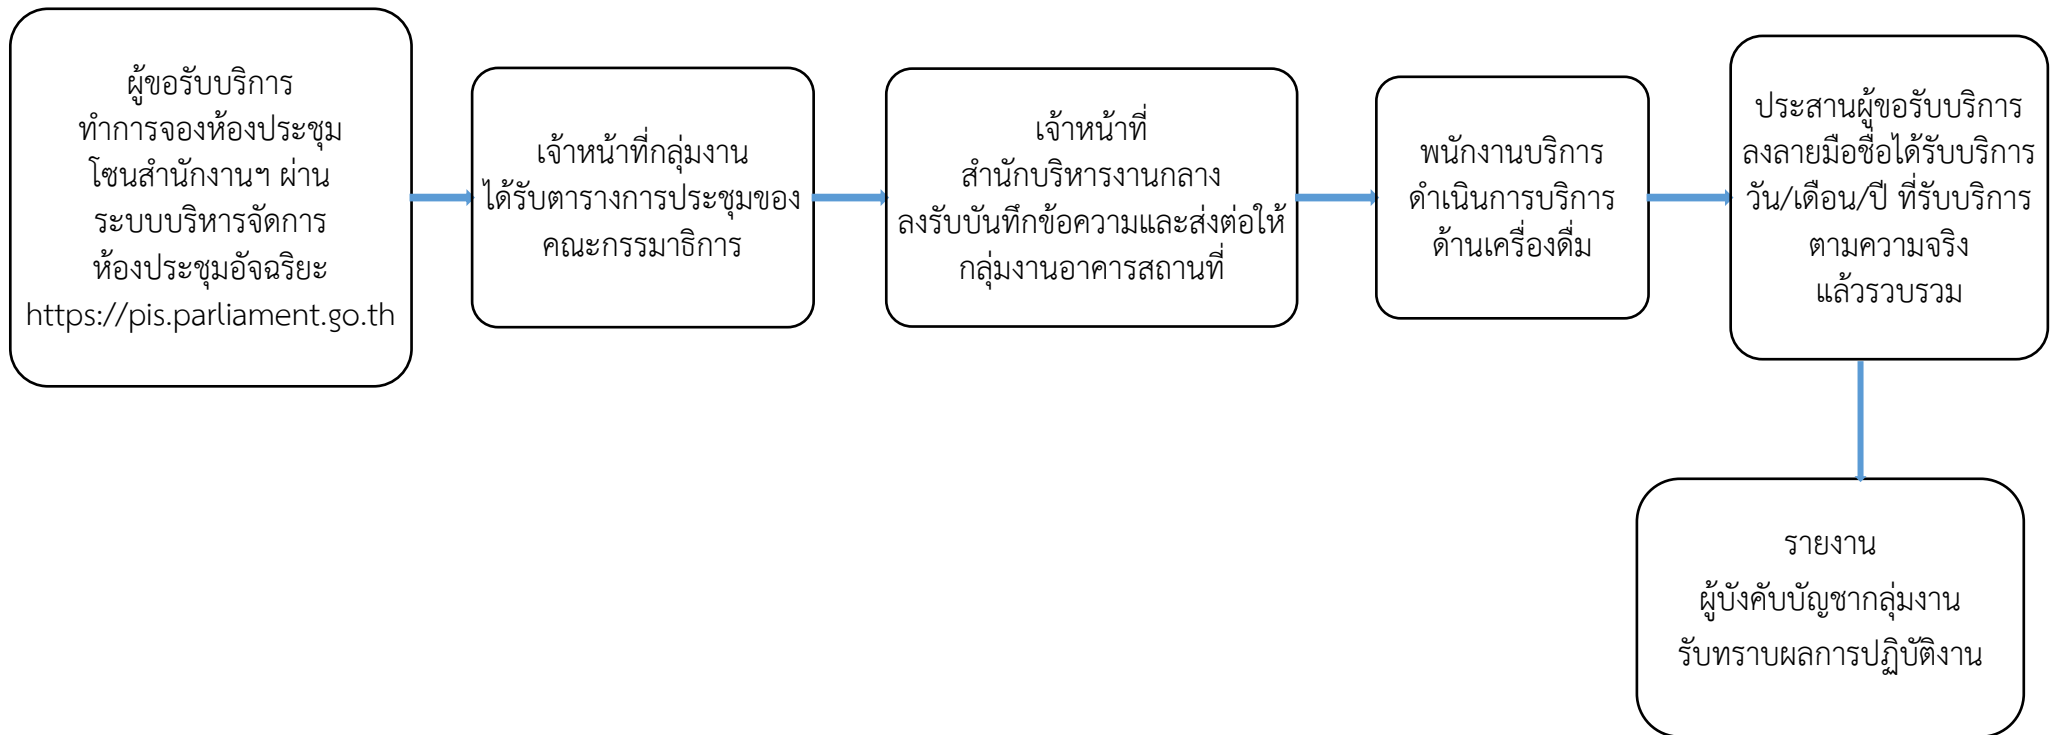 ผู้ขอรับบริการ
ทำการจองห้องประชุม
โซนสำนักงานฯ ผ่าน
ระบบบริหารจัดการ
ห้องประชุมอัจฉริยะ
https://pis.parliament.go.th
เจ้าหน้าที่กลุ่มงาน
ได้รับตารางการประชุมของ
คณะกรรมาธิการ
เจ้าหน้าที่
สำนักบริหารงานกลาง
ลงรับบันทึกข้อความและส่งต่อให้
กลุ่มงานอาคารสถานที่
พนักงานบริการ
ดำเนินการบริการ
ด้านเครื่องดื่ม
ประสานผู้ขอรับบริการ
ลงลายมือชื่อได้รับบริการ
วัน/เดือน/ปี ที่รับบริการ
ตามความจริง
แล้วรวบรวม
รายงาน
ผู้บังคับบัญชากลุ่มงาน
รับทราบผลการปฏิบัติงาน